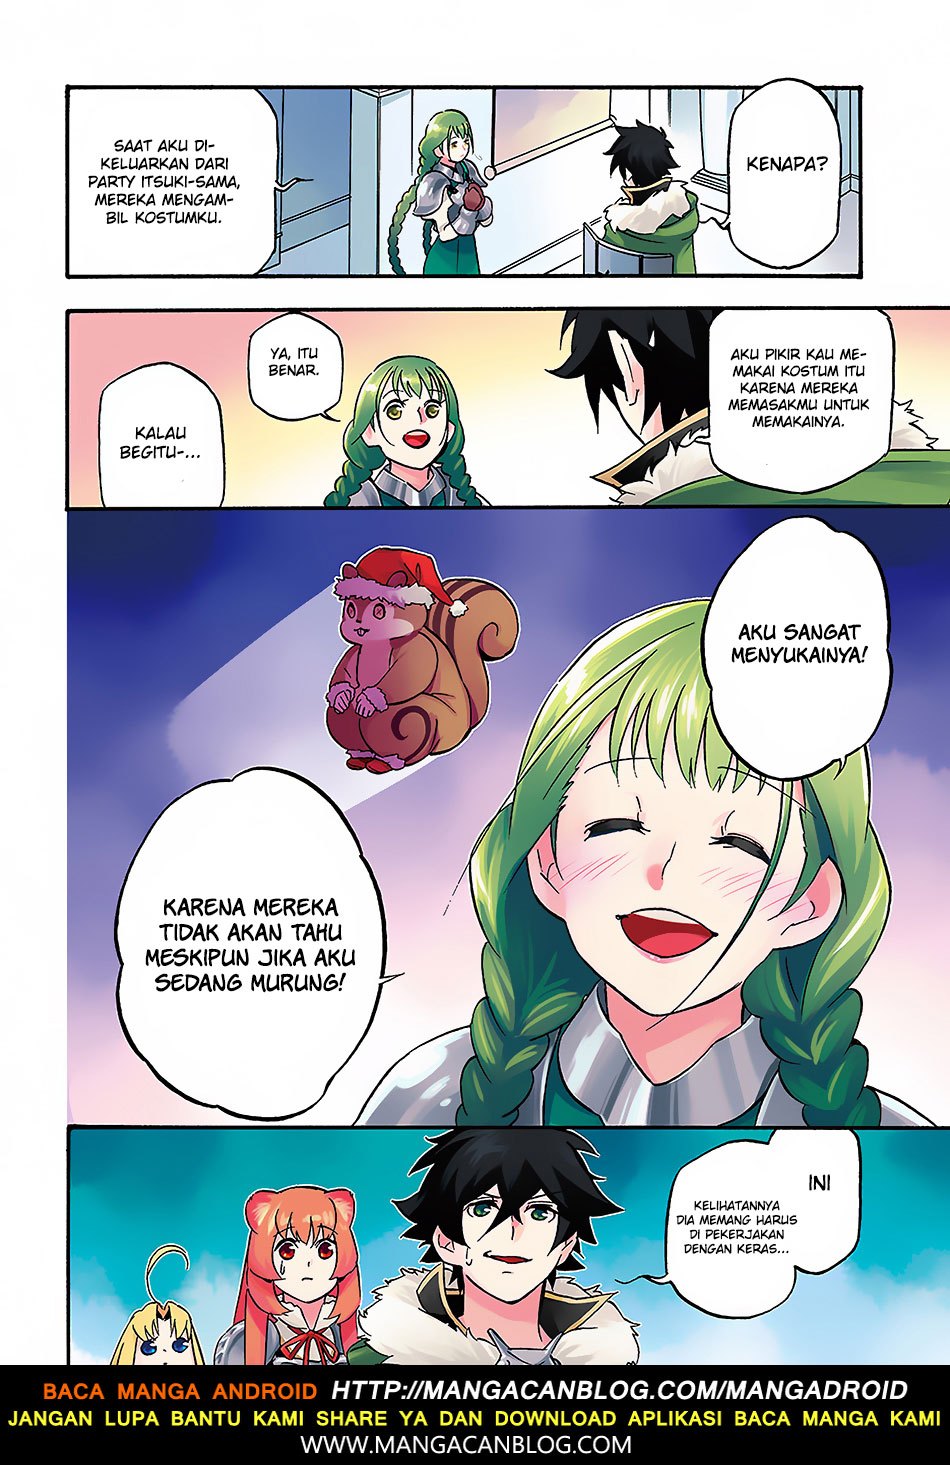 SAAT AKU DI-
KELUARKAN DARI
PARTY ITSUKI-SAMA,
MEREKA MENGAM-
BIL KOSTUMKU.
KENAPA?
KALAU
BEGITU-...
YA, ITU
BENAR.
AKU PIKIR KAU ME-
MAKAI KOSTUM ITU
KARENA MEREKA
MEMASAKMU UNTUK
MEMAKAINYA.
AKU SANGAT
MENYUKAINYA!
KARENA MEREKA
TIDAK AKAN TAHU
MESKIPUN JIKA AKU
SEDANG MURUNG!
INI
KELIHATANNYA
DIA MEMANG HARUS
DI PEKERJAKAN
DENGAN KERAS...
BACA MANGA ANDROID HTTP://MANGACANBLOG.COM/MANGADROID
JANGAN LUPA BANTU KAMI SHARE YA DAN DOWNLOAD APLIKASI BACA MANGA KAMI
WWW.MANGACANBLOG.COM